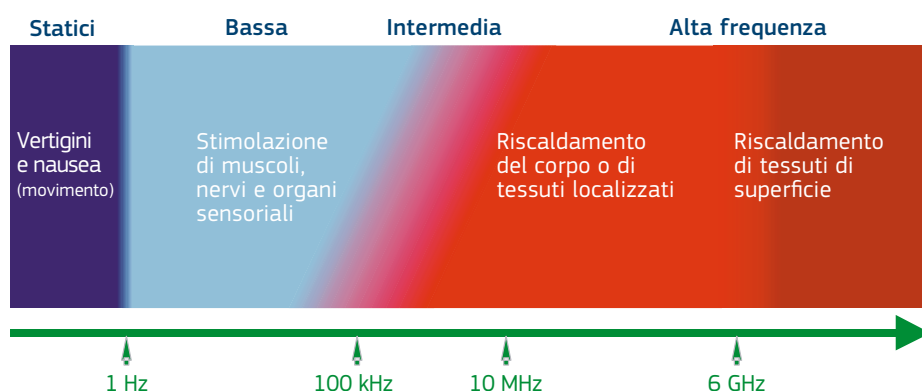 Statici
Bassa
Intermedia
Alta frequenza
Vertigini
e nausea
(movimento)
Stimolazione
di muscoli,
nervi e organi
sensoriali
Riscaldamento
del corpo o di
tessuti localizzati
Riscaldamento
di tessuti di
superficie
1 Hz
100 kHz
10 MHz
6 GHz